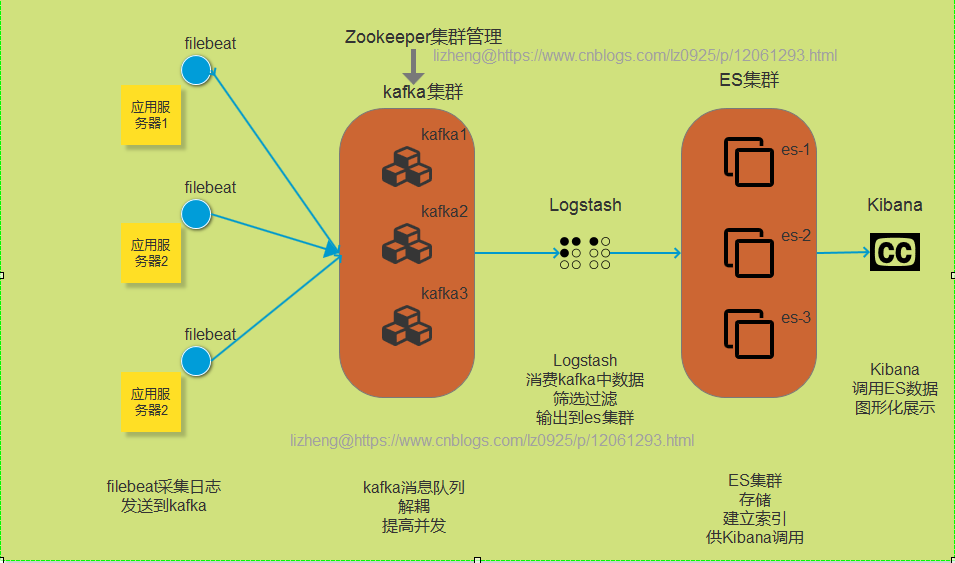 filebeat
应用服
务器1
filebeat
应用服
务器2
filebeat
应用服
务器2
filebeat采集日志
发送到kafka
Zookeeper集群管理
lizheng@https://www.cnblogs.com/lz0925/p/12061293.html
kafka集群
kafka1
kafka2
kafka3
lizheng@https://www.cnblogs.com/lz0925/p/12061293.html
kafka消息队列
解耦
提高并发
Logstash
Logstash
消费kafka中数据
筛选过滤
输出到es集群
ES集群
es-1
es-2
es-3
ES集群
存储
建立索引
供Kibana调用
Kibana
CC
Kibana
调用ES数据
图形化展示